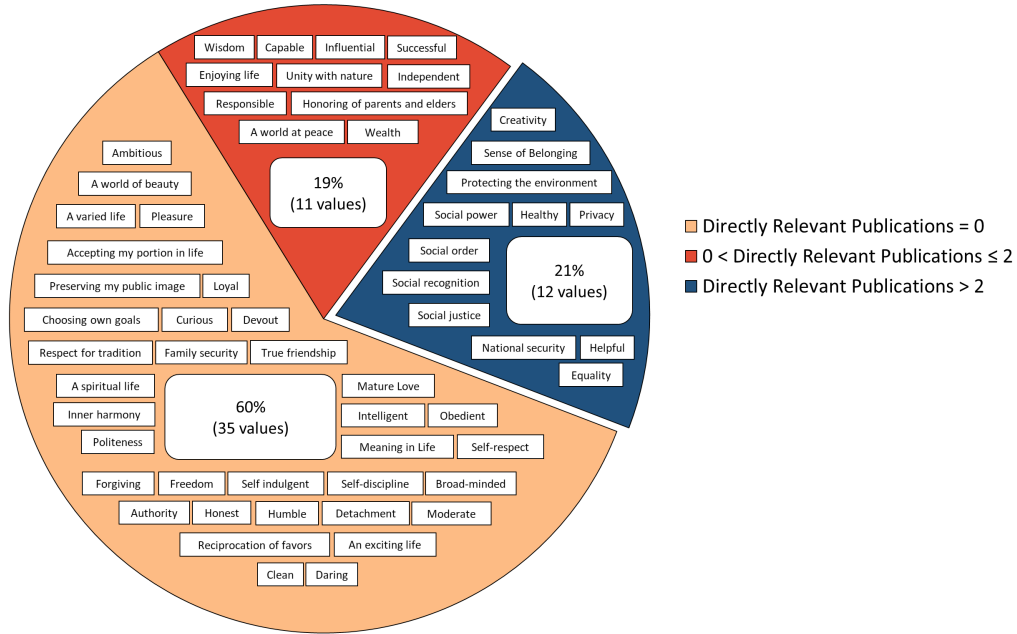 Wisdom
Capable
Influential
Successful
Enjoying life
Unity with nature
Independent
Responsible
Honoring of parents and elders
A world at peace
Wealth
19%
(11 values)
Creativity
Sense of Belonging
Protecting the environment
Social power
Healthy
Privacy
Social order
Social recognition
Social justice
21%
(12 values)
National security
Helpful
Equality
Ambitious
A world of beauty
A varied life
Pleasure
Accepting my portion in life
Preserving my public image
Loyal
Choosing own goals
Curious
Devout
Respect for tradition
Family security
True friendship
A spiritual life
Inner harmony
Politeness
60%
(35 values)
Mature Love
Intelligent
Obedient
Meaning in Life
Self-respect
Forgiving
Freedom
Self indulgent
Self-discipline
Broad-minded
Authority
Honest
Humble
Detachment
Moderate
Reciprocation of favors
An exciting life
Clean
Daring
Directly Relevant Publications = 0
0 < Directly Relevant Publications ≤ 2
Directly Relevant Publications > 2